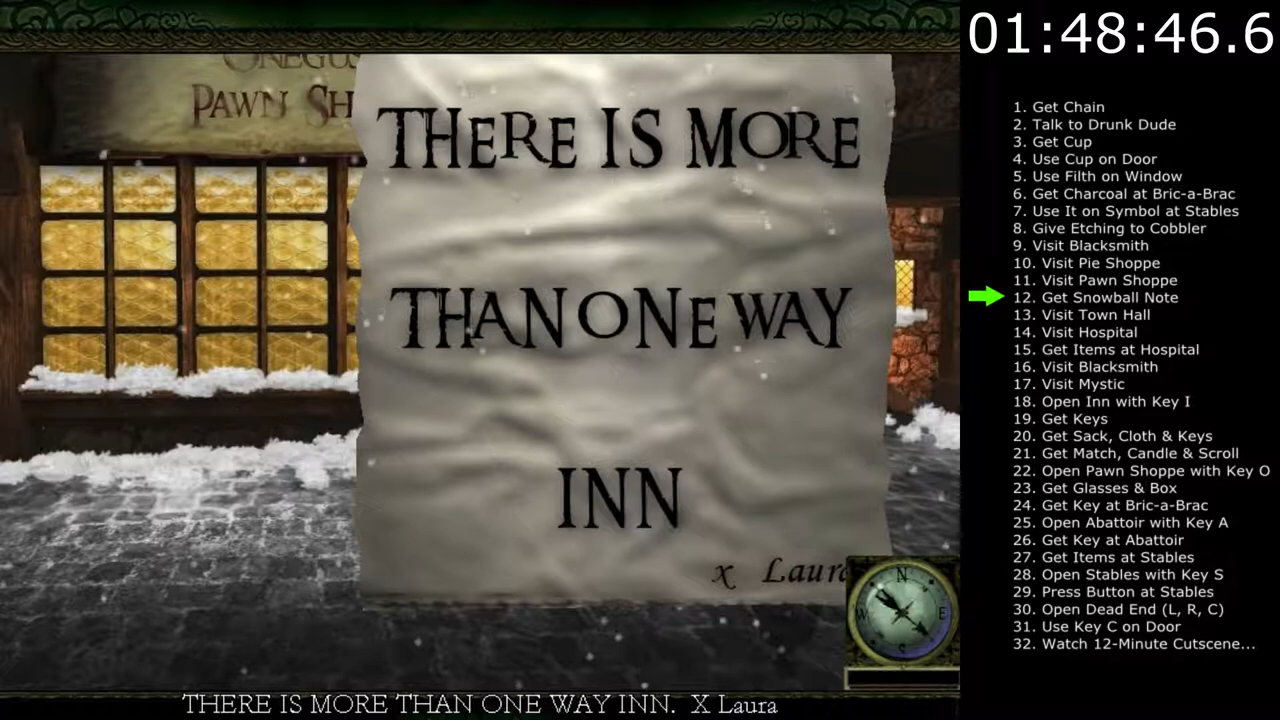 01:48:46.6
PAWN SH
THERE IS MORE
THAN ONE WAY
INN
x Laura
N
W E
S
THERE IS MORE THAN ONE WAY INN. X Laura
1. Get Chain
2. Talk to Drunk Dude
3. Get Cup
4. Use Cup on Door
5. Use Filth on Window
6. Get Charcoal at Bric-a-Brac
7. Use It on Symbol at Stables
8. Give Etching to Cobbler
9. Visit Blacksmith
10. Visit Pie Shoppe
11. Visit Pawn Shoppe
12. Get Snowball Note
13. Visit Town Hall
14. Visit Hospital
15. Get Items at Hospital
16. Visit Blacksmith
17. Visit Mystic
18. Open Inn with Key I
19. Get Keys
20. Get Sack, Cloth & Keys
21. Get Match, Candle & Scroll
22. Open Pawn Shoppe with Key O
23. Get Glasses & Box
24. Get Key at Bric-a-Brac
25. Open Abattoir with Key A
26. Get Key at Abattoir
27. Get Items at Stables
28. Open Stables with Key S
29. Press Button at Stables
30. Open Dead End (L, R, C)
31. Use Key C on Door
32. Watch 12-Minute Cutscene...